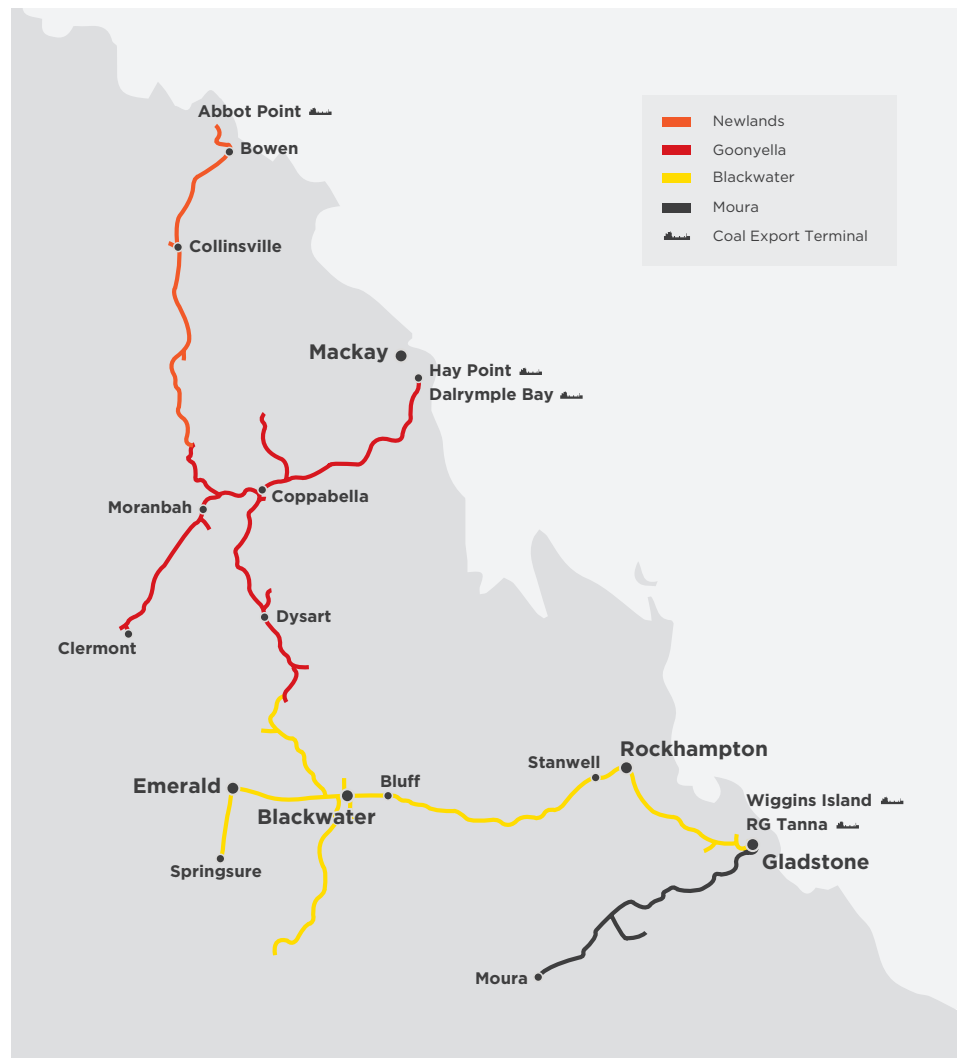 Abbot Point
Bowen
Collinsville
Newlands
Goonyella
Blackwater
Moura
Coal Export Terminal
Mackay
Hay Point
Dalrymple Bay
Coppabella
Moranbah
Dysart
Clermont
Rockhampton
Stanwell
Emerald
Bluff
Blackwater
Wiggins Island
RG Tanna
Gladstone
Springsure
Moura